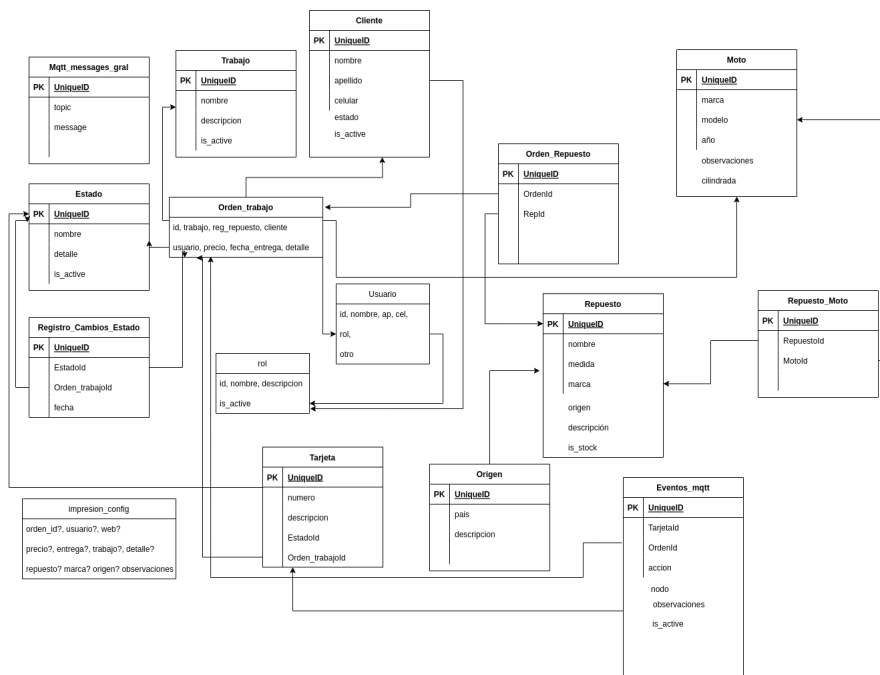 Cliente
PK UniqueID
nombre
apellido
celular
estado
is_active
Trabajo
PK UniqueID
nombre
descripcion
is_active
Mqtt_messages_gral
PK UniqueID
topic
message
Moto
PK UniqueID
marca
modelo
año
observaciones
cilindrada
Orden_Repuesto
PK UniqueID
OrdenId
RepId
Estado
PK UniqueID
nombre
detalle
is_active
Orden_trabajo
id, trabajo, reg_repuesto, cliente
usuario, precio, fecha_entrega, detalle
Usuario
id, nombre, ap, cel,
rol,
otro
Repuesto
PK UniqueID
nombre
medida
marca
origen
descripción
is_stock
Repuesto_Moto
PK UniqueID
RepuestoId
MotoId
Registro_Cambios_Estado
PK UniqueID
EstadoId
Orden_trabajoId
fecha
rol
id, nombre, descripcion
is_active
Tarjeta
PK UniqueID
numero
descripcion
EstadoId
Orden_trabajoId
Origen
PK UniqueID
pais
descripcion
Eventos_mqtt
PK UniqueID
TarjetaId
OrdenId
accion
nodo
observaciones
is_active
impresion_config
orden_id?, usuario?, web?
precio?, entrega?, trabajo?, detalle?
repuesto? marca? origen? observaciones